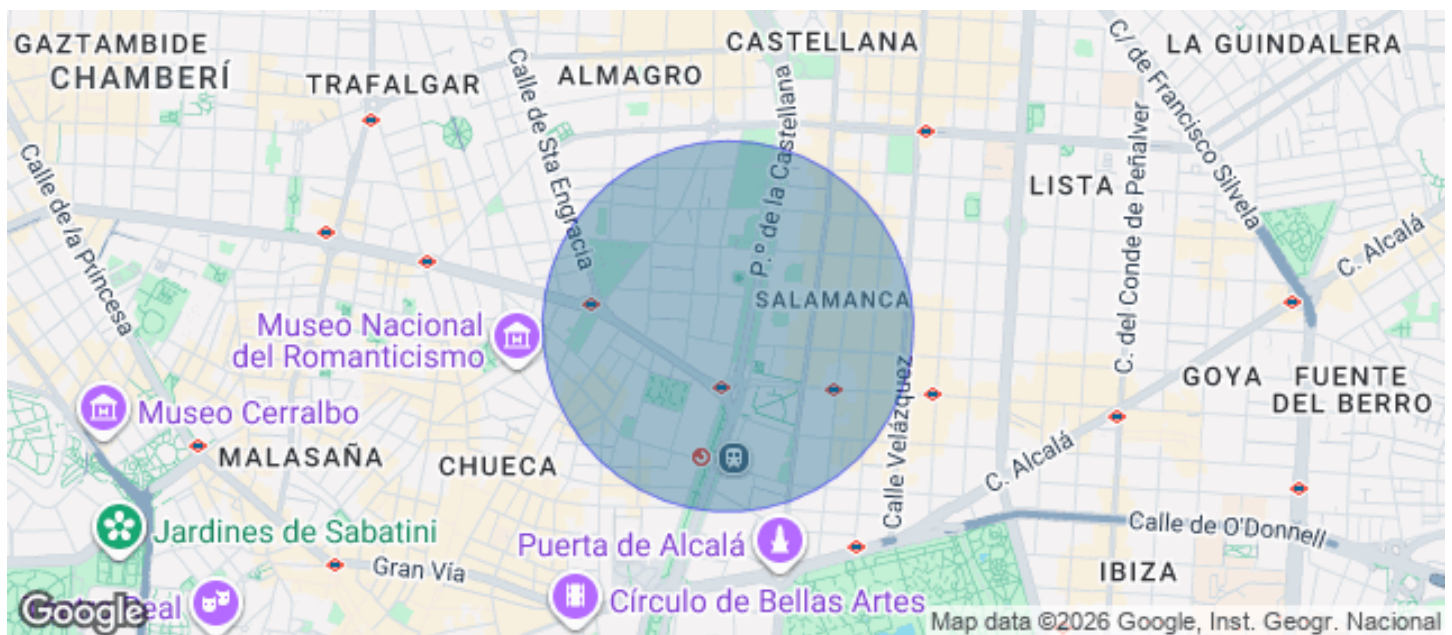 GAZTAMBIDE
CHAMBERÍ
TRAFALGAR
ALMAGRO
CASTELLANA
LA GUINDALERA
Calle de Sta Engracia
P.º de la Castellana
C/ de Francisco Silvela
C. del Conde de Peñalver
LISTA
Calle de la Princesa
C. Alcalá
SALAMANCA
Museo Nacional
del Romanticismo
Calle Velázquez
GOYA
FUENTE
DEL BERRO
Museo Cerralbo
MALASAÑA
CHUECA
C. Alcalá
Jardines de Sabatini
Puerta de Alcalá
Calle de O'Donnell
Gran Vía
IBIZA
Real
Círculo de Bellas Artes
Google
Map data ©2026 Google, Inst. Geogr. Nacional